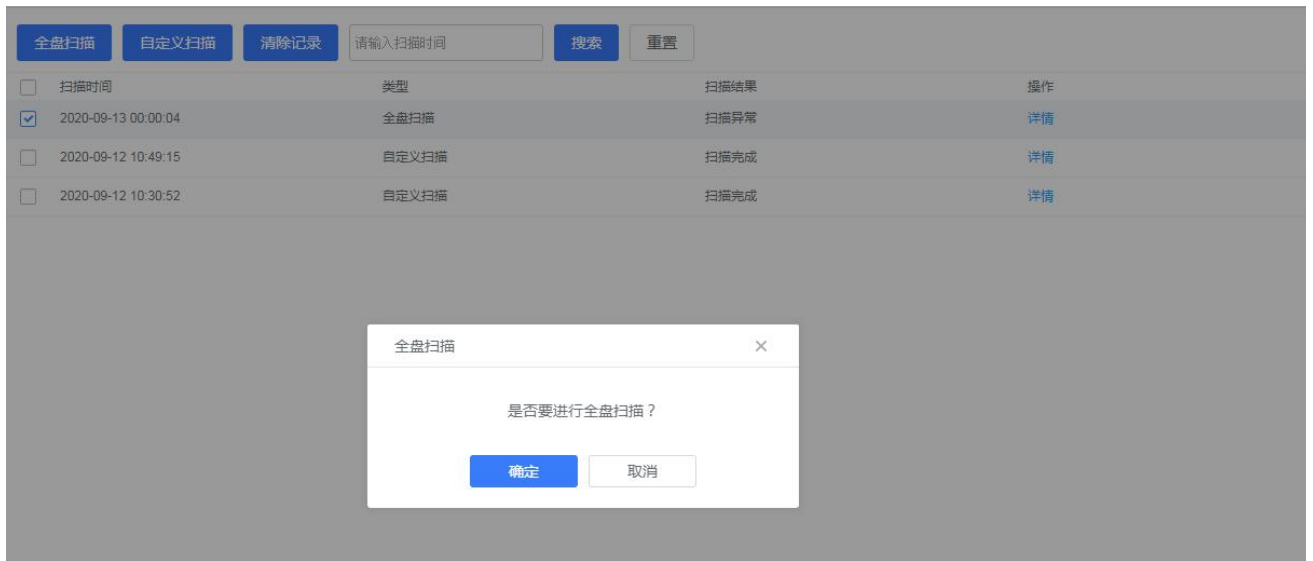 全盘扫描 自定义扫描 清除记录 请输入扫描时间 搜索 重置
扫描时间 类型 扫描结果 操作
2020-09-13 00:00:04 全盘扫描 扫描异常 详情
2020-09-12 10:49:15 自定义扫描 扫描完成 详情
2020-09-12 10:30:52 自定义扫描 扫描完成 详情
全盘扫描
是否要进行全盘扫描？
确定 取消